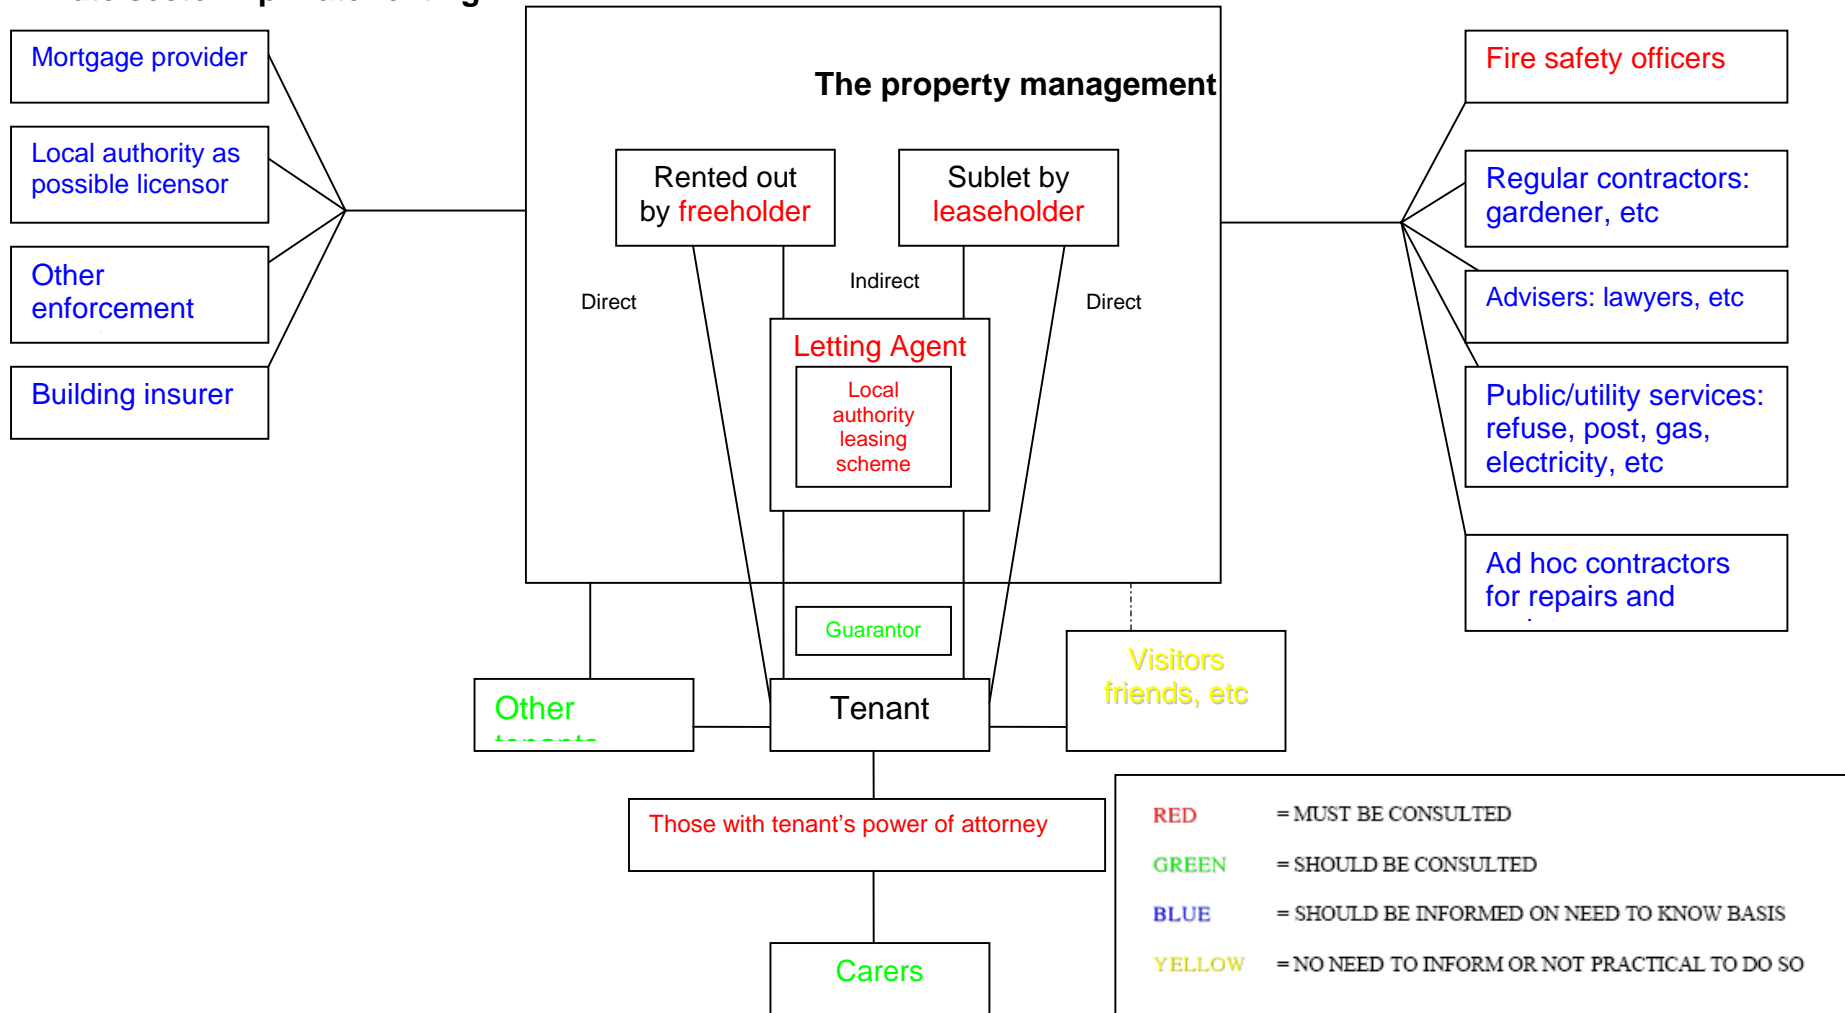 Mortgage provider
Local authority as
possible licensor
Other
enforcement
Building insurer
The property management
Rented out
by freeholder
Sublet by
leaseholder
Direct
Indirect
Direct
Letting Agent
Local
authority
leasing
scheme
Guarantor
Other
Tenant
Visitors
friends, etc
Those with tenant’s power of attorney
Carers
Fire safety officers
Regular contractors:
gardener, etc
Advisers: lawyers, etc
Public/utility services:
refuse, post, gas,
electricity, etc
Ad hoc contractors
for repairs and
RED = MUST BE CONSULTED
GREEN = SHOULD BE CONSULTED
BLUE = SHOULD BE INFORMED ON NEED TO KNOW BASIS
YELLOW = NO NEED TO INFORM OR NOT PRACTICAL TO DO SO